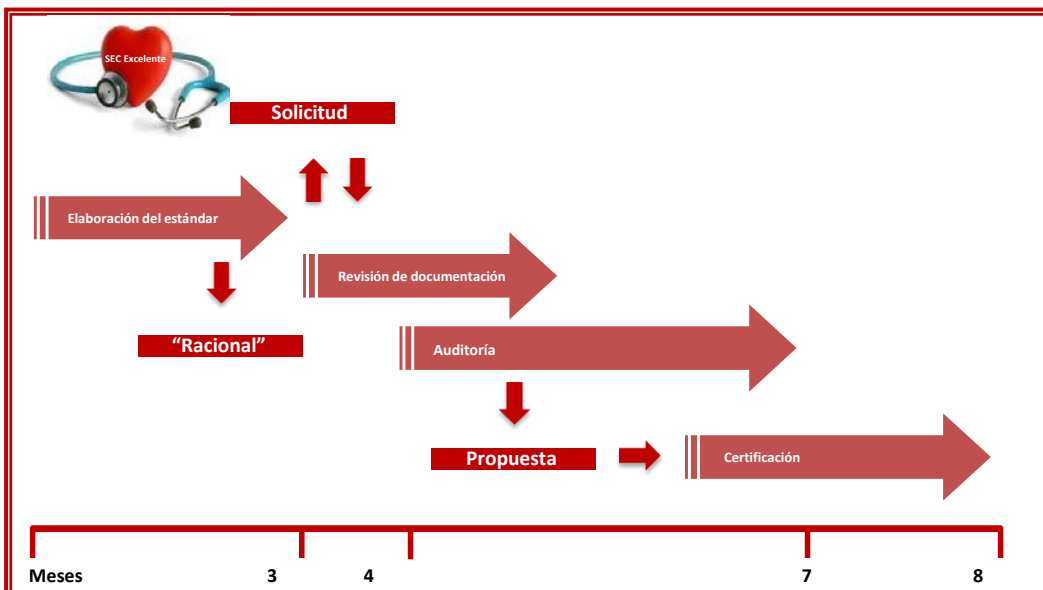 SEC Excelente
Solicitud
Elaboración del estándar
Revisión de documentación
“Racional”
Auditoría
Propuesta
Certificación
Meses 3 4 7 8